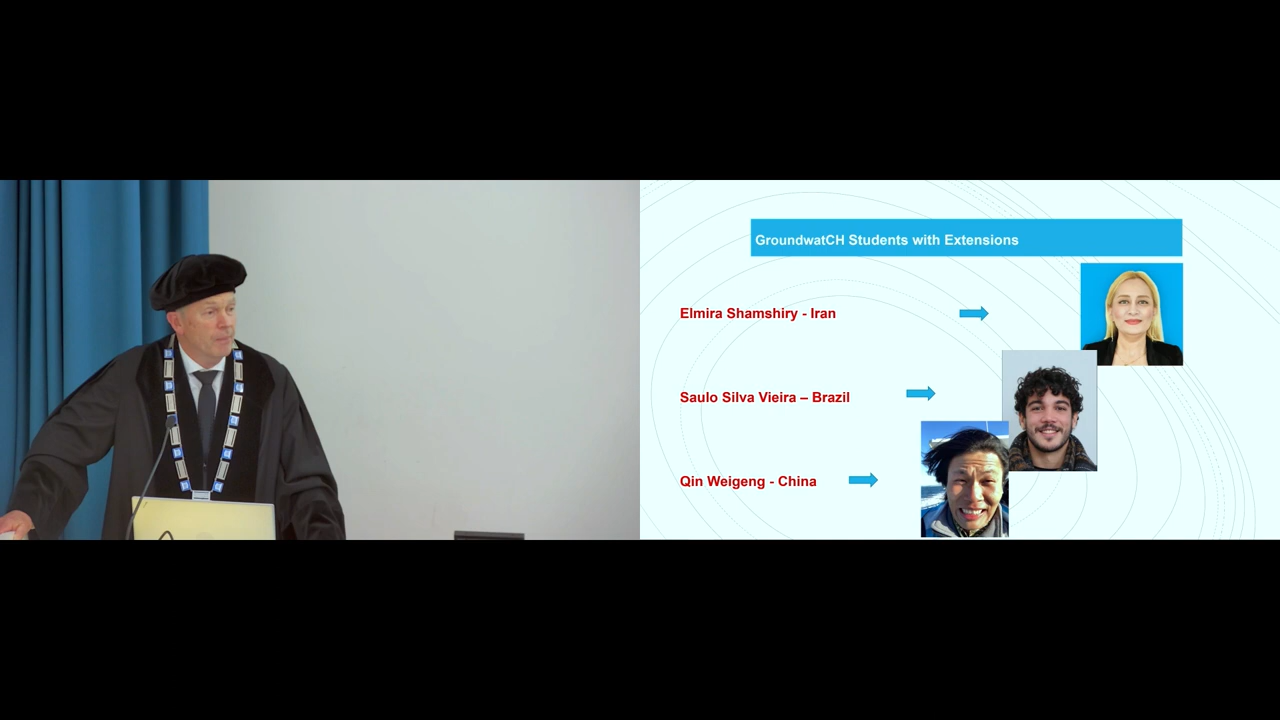 GroundwatCH Students with Extensions
Elmira Shamshiry - Iran
Saulo Silva Vieira – Brazil
Qin Weigeng - China